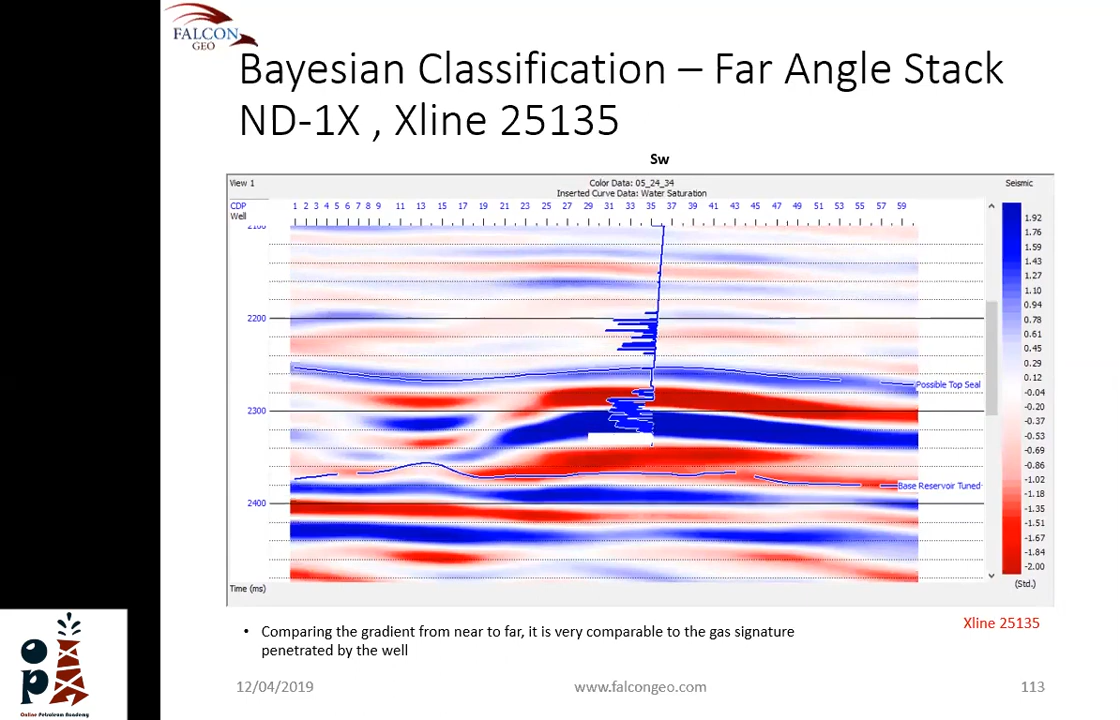 FALCON
GEO
Bayesian Classification – Far Angle Stack
ND-1X , Xline 25135
Sw
View 1
Color Data: 05_24_34
Inserted Curve Data: Water Saturation
Seismic
CDP 1 2 3 4 5 6 7 8 9 11 13 15 17 19 21 23 25 27 29 31 33 35 37 39 41 43 45 47 49 51 53 55 57 59
Well
2100
2200
2300
2400
Time (ms)
Possible Top Seal
Base Reservoir Tuned
1.92
1.76
1.59
1.43
1.27
1.10
0.94
0.78
0.61
0.45
0.29
0.12
-0.04
-0.20
-0.37
-0.53
-0.69
-0.86
-1.02
-1.18
-1.35
-1.51
-1.67
-1.84
-2.00
(Std.)
• Comparing the gradient from near to far, it is very comparable to the gas signature
penetrated by the well
Xline 25135
12/04/2019
www.falcongeo.com
113
opa
Online Petroleum Academy